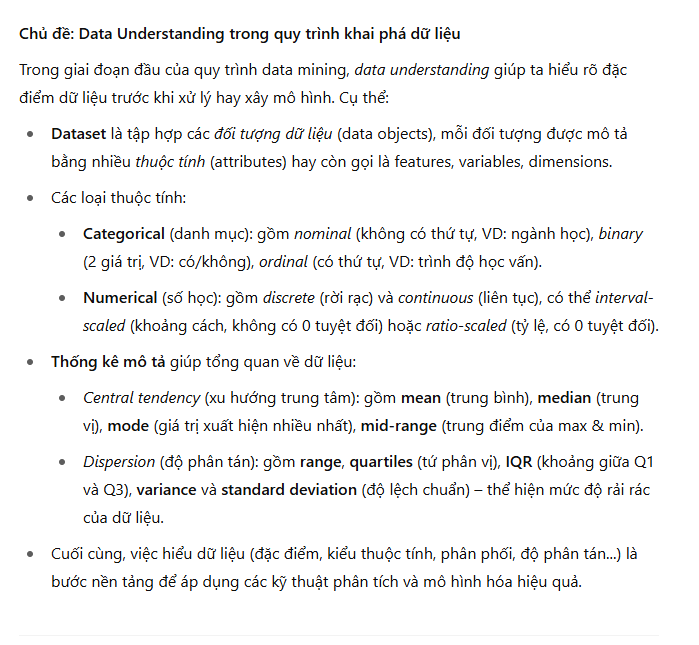 Chủ đề: Data Understanding trong quy trình khai phá dữ liệu
Trong giai đoạn đầu của quy trình data mining, data understanding giúp ta hiểu rõ đặc
điểm dữ liệu trước khi xử lý hay xây mô hình. Cụ thể:
• Dataset là tập hợp các đối tượng dữ liệu (data objects), mỗi đối tượng được mô tả
bằng nhiều thuộc tính (attributes) hay còn gọi là features, variables, dimensions.
• Các loại thuộc tính:
• Categorical (danh mục): gồm nominal (không có thứ tự, VD: ngành học), binary
(2 giá trị, VD: có/không), ordinal (có thứ tự, VD: trình độ học vấn).
• Numerical (số học): gồm discrete (rời rạc) và continuous (liên tục), có thể interval-
scaled (khoảng cách, không có 0 tuyệt đối) hoặc ratio-scaled (tỷ lệ, có 0 tuyệt đối).
• Thống kê mô tả giúp tổng quan về dữ liệu:
• Central tendency (xu hướng trung tâm): gồm mean (trung bình), median (trung
vị), mode (giá trị xuất hiện nhiều nhất), mid-range (trung điểm của max & min).
• Dispersion (độ phân tán): gồm range, quartiles (tứ phân vị), IQR (khoảng giữa Q1
và Q3), variance và standard deviation (độ lệch chuẩn) – thể hiện mức độ rải rác
của dữ liệu.
• Cuối cùng, việc hiểu dữ liệu (đặc điểm, kiểu thuộc tính, phân phối, độ phân tán...) là
bước nền tảng để áp dụng các kỹ thuật phân tích và mô hình hóa hiệu quả.